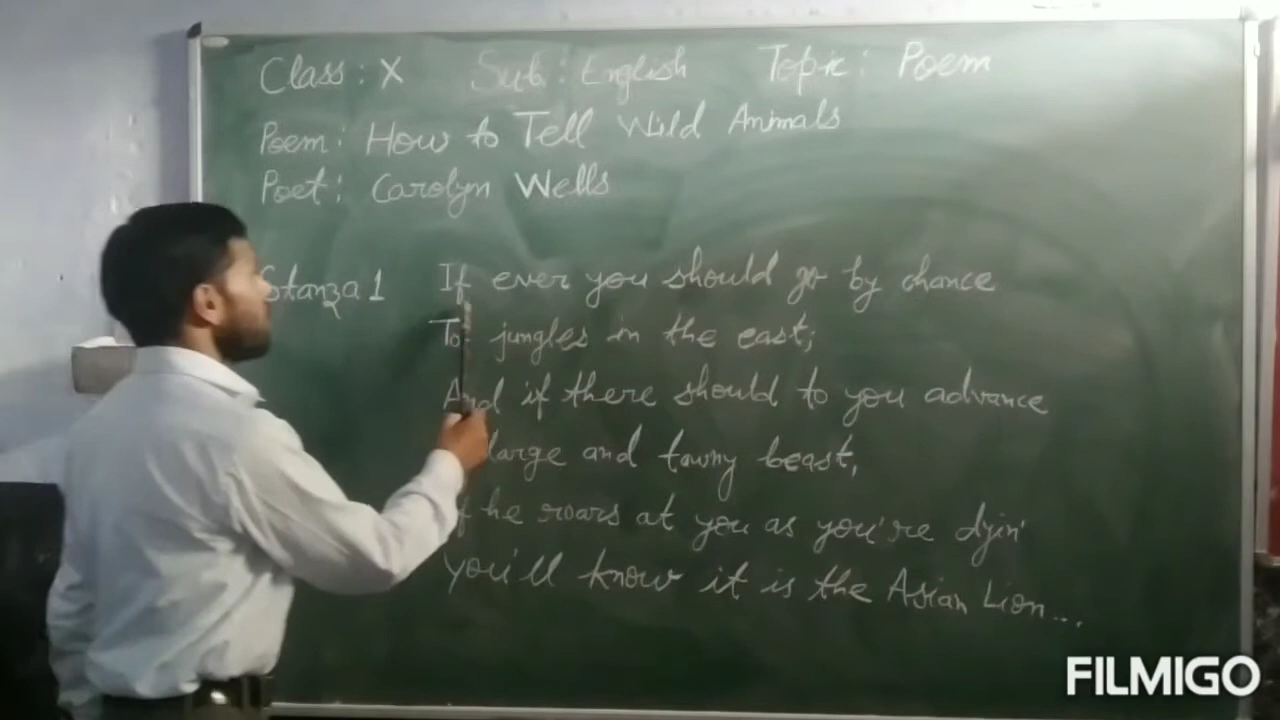 Class : X Sub : English Topic : Poem
Poem : How to Tell Wild Animals
Poet : Carolyn Wells
Stanza 1 If ever you should go by chance
To jungles in the east;
And if there should to you advance
large and tawny beast,
he roars at you as you're dyin'
You'll know it is the Asian Lion...
FILMIGO